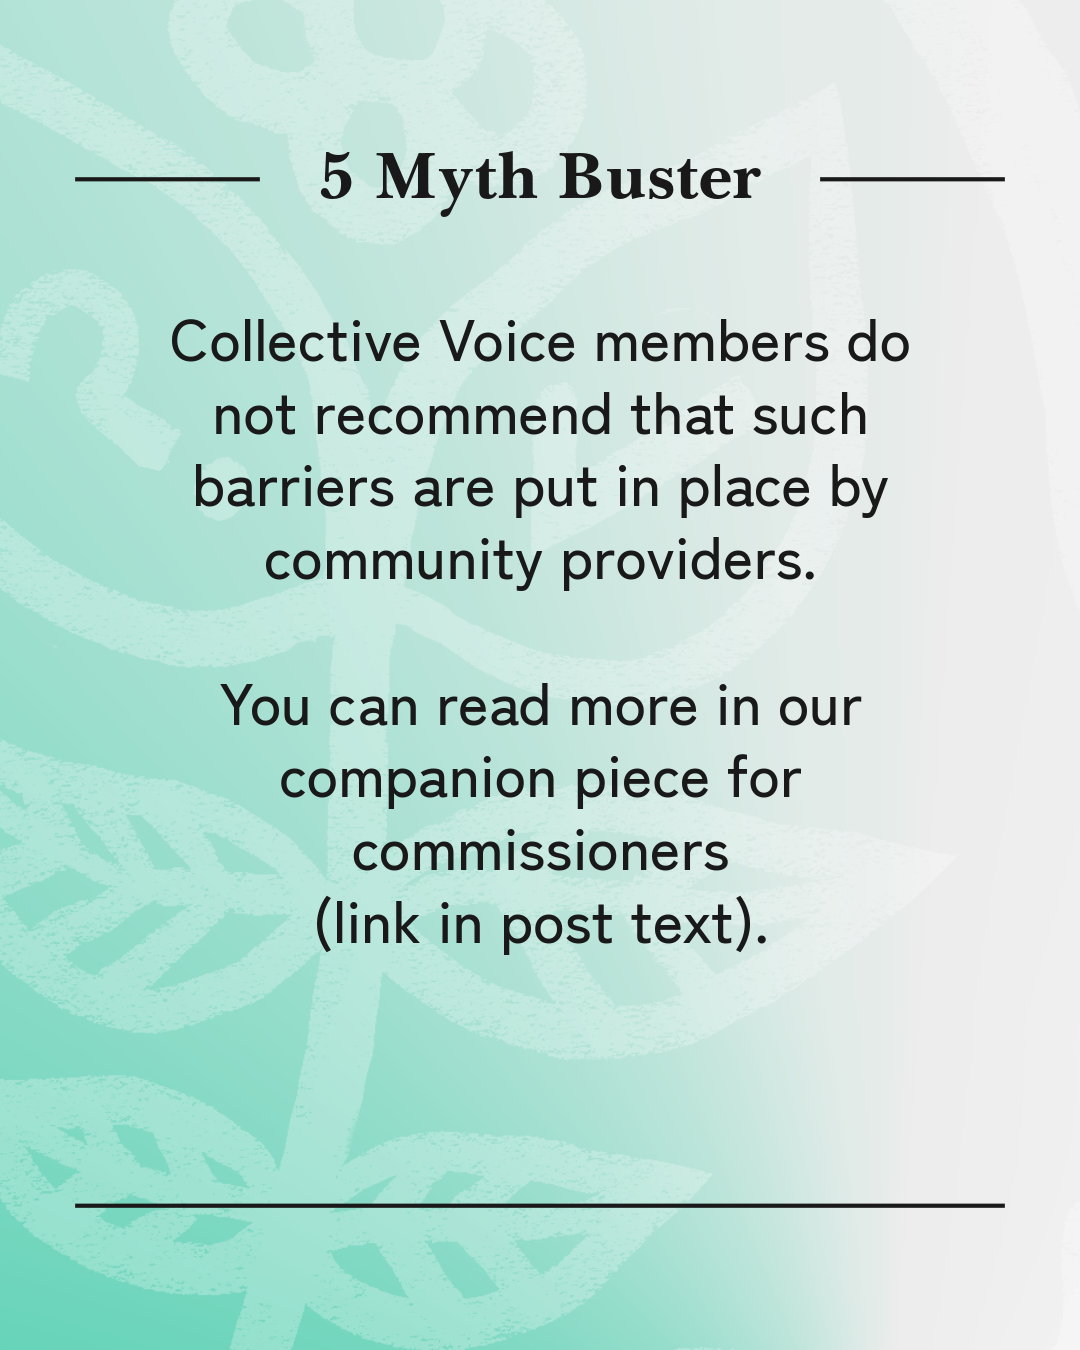 5 Myth Buster
Collective Voice members do
not recommend that such
barriers are put in place by
community providers.
You can read more in our
companion piece for
commissioners
(link in post text).